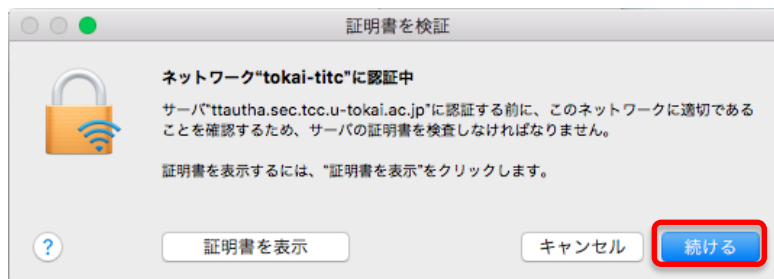 証明書を検証
ネットワーク"tokai-titc"に認証中
サーバ"ttautha.sec.tcc.u-tokai.ac.jp"に認証する前に、このネットワークに適切である
ことを確認するため、サーバの証明書を検査しなければなりません。
証明書を表示するには、"証明書を表示"をクリックします。
?
証明書を表示
キャンセル
続ける